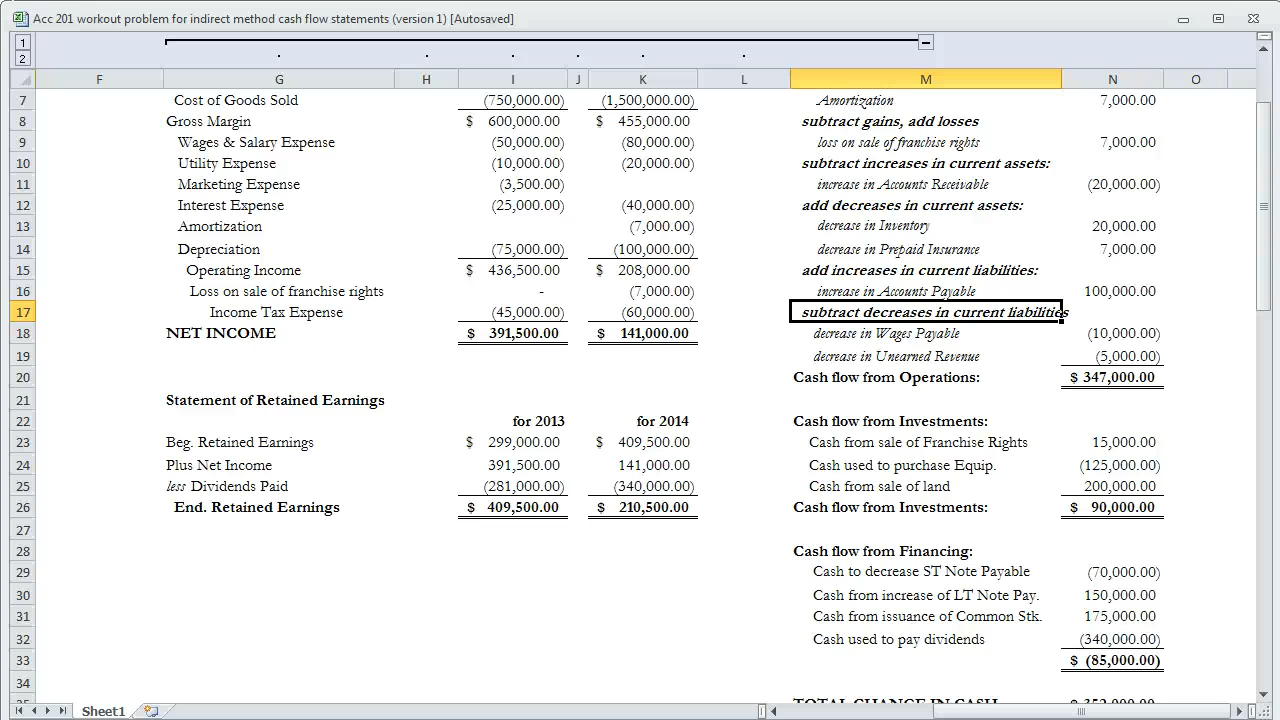 Acc 201 workout problem for indirect method cash flow statements (version 1) [Autosaved]
1
2
F G H I J K L M N O
7 Cost of Goods Sold (750,000.00) (1,500,000.00) Amortization 7,000.00
8 Gross Margin $ 600,000.00 $ 455,000.00 subtract gains, add losses
9 Wages & Salary Expense (50,000.00) (80,000.00) loss on sale of franchise rights 7,000.00
10 Utility Expense (10,000.00) (20,000.00) subtract increases in current assets:
11 Marketing Expense (3,500.00) increase in Accounts Receivable (20,000.00)
12 Interest Expense (25,000.00) (40,000.00) add decreases in current assets:
13 Amortization (7,000.00) decrease in Inventory 20,000.00
14 Depreciation (75,000.00) (100,000.00) decrease in Prepaid Insurance 7,000.00
15 Operating Income $ 436,500.00 $ 208,000.00 add increases in current liabilities:
16 Loss on sale of franchise rights - (7,000.00) increase in Accounts Payable 100,000.00
17 Income Tax Expense (45,000.00) (60,000.00) subtract decreases in current liabilities
18 NET INCOME $ 391,500.00 $ 141,000.00 decrease in Wages Payable (10,000.00)
19 decrease in Unearned Revenue (5,000.00)
20 Cash flow from Operations: $ 347,000.00
21 Statement of Retained Earnings
22 for 2013 for 2014 Cash flow from Investments:
23 Beg. Retained Earnings $ 299,000.00 $ 409,500.00 Cash from sale of Franchise Rights 15,000.00
24 Plus Net Income 391,500.00 141,000.00 Cash used to purchase Equip. (125,000.00)
25 less Dividends Paid (281,000.00) (340,000.00) Cash from sale of land 200,000.00
26 End. Retained Earnings $ 409,500.00 $ 210,500.00 Cash flow from Investments: $ 90,000.00
27
28 Cash flow from Financing:
29 Cash to decrease ST Note Payable (70,000.00)
30 Cash from increase of LT Note Pay. 150,000.00
31 Cash from issuance of Common Stk. 175,000.00
32 Cash used to pay dividends (340,000.00)
33 $ (85,000.00)
34
35 TOTAL CHANGE IN CASH $ 352,000.00
Sheet1